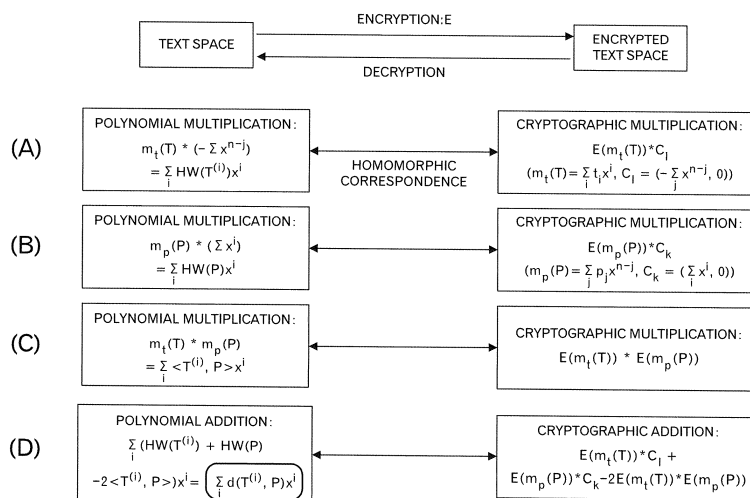 ENCRYPTION:E
TEXT SPACE
ENCRYPTED
TEXT SPACE
DECRYPTION
(A)
POLYNOMIAL MULTIPLICATION:
m_t(T) * (- Σ x^{n-j})
= Σ_i HW(T^{(i)})x^i
HOMOMORPHIC
CORRESPONDENCE
CRYPTOGRAPHIC MULTIPLICATION:
E(m_t(T))*C_l
(m_t(T)= Σ_i t_i x^i, C_l = (- Σ_j x^{n-j}, 0))
(B)
POLYNOMIAL MULTIPLICATION:
m_p(P) * (Σ x^i)
= Σ_i HW(P)x^i
CRYPTOGRAPHIC MULTIPLICATION:
E(m_p(P))*C_k
(m_p(P)= Σ_j p_j x^{n-j}, C_k = (Σ_i x^i, 0))
(C)
POLYNOMIAL MULTIPLICATION:
m_t(T) * m_p(P)
= Σ_i <T^{(i)}, P>x^i
CRYPTOGRAPHIC MULTIPLICATION:
E(m_t(T)) * E(m_p(P))
(D)
POLYNOMIAL ADDITION:
Σ_i (HW(T^{(i)}) + HW(P)
-2<T^{(i)}, P>)x^i = Σ_i d(T^{(i)}, P)x^i
CRYPTOGRAPHIC ADDITION:
E(m_t(T))*C_l +
E(m_p(P))*C_k-2E(m_t(T))*E(m_p(P))